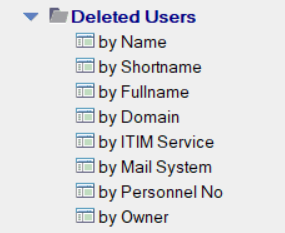 Deleted Users
by Name
by Shortname
by Fullname
by Domain
by ITIM Service
by Mail System
by Personnel No
by Owner